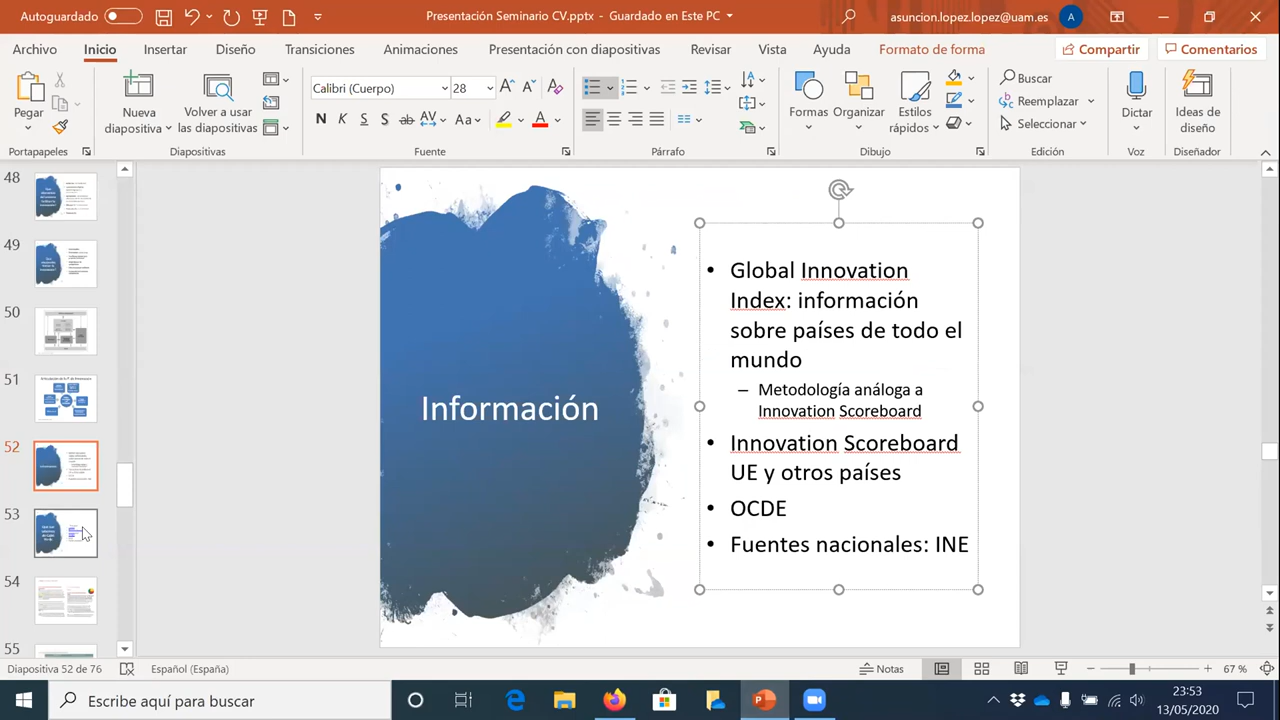 Autoguardado
Presentación Seminario CV.pptx - Guardado en Este PC
asuncion.lopez.lopez@uam.es
A
Archivo
Inicio
Insertar
Diseño
Transiciones
Animaciones
Presentación con diapositivas
Revisar
Vista
Ayuda
Formato de forma
Compartir
Comentarios
Pegar
Portapapeles
Nueva
diapositiva
Volver a usar
las diapositivas
Diapositivas
Calibri (Cuerpo)
28
N K S S ab AV Aa
Fuente
Párrafo
Formas
Organizar
Estilos
rápidos
Dibujo
Buscar
Reemplazar
Seleccionar
Edición
Dictar
Voz
Ideas de
diseño
Diseñador
48
49
50
51
52
53
54
55
Información
• Global Innovation
Index: información
sobre países de todo el
mundo
– Metodología análoga a
Innovation Scoreboard
• Innovation Scoreboard
UE y otros países
• OCDE
• Fuentes nacionales: INE
Diapositiva 52 de 76
Español (España)
Notas
67 %
Escribe aquí para buscar
23:53
13/05/2020